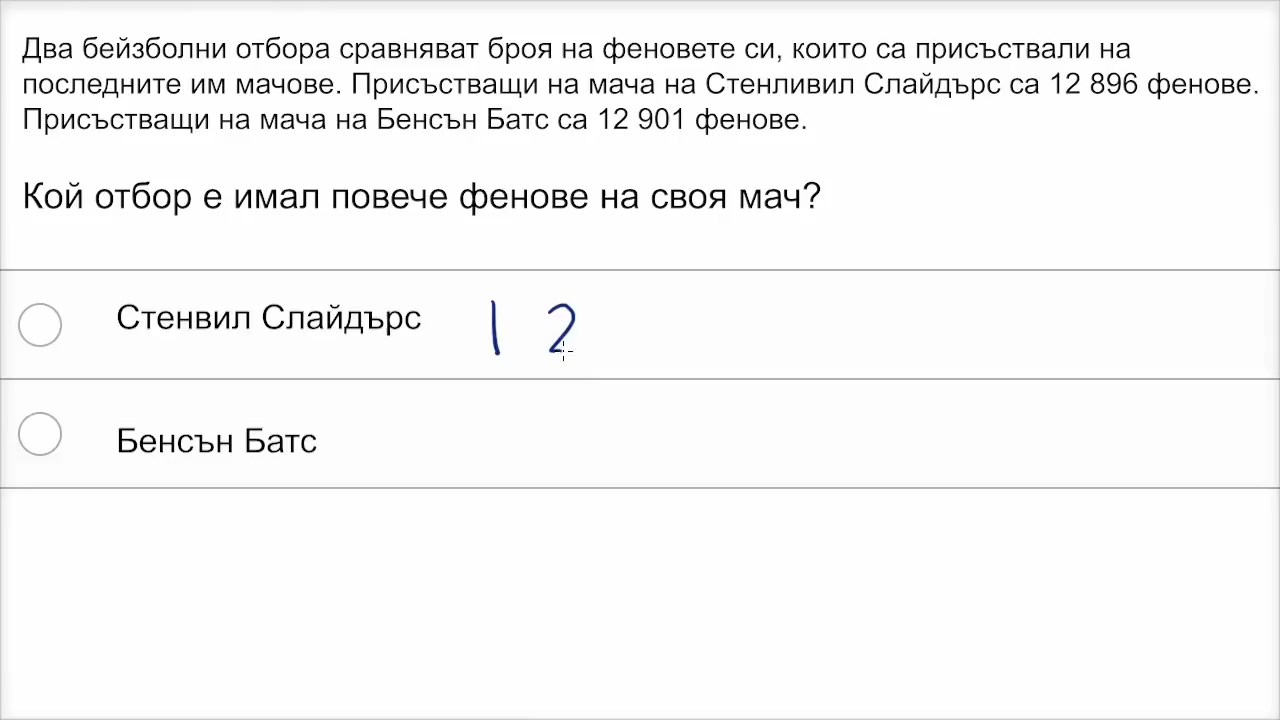 Два бейзболни отбора сравняват броя на феновете си, които са присъствали на
последните им мачове. Присъстващи на мача на Стенливил Слайдърс са 12 896 фенове.
Присъстващи на мача на Бенсън Батс са 12 901 фенове.
Кой отбор е имал повече фенове на своя мач?
Стенвил Слайдърс 1 2
Бенсън Батс